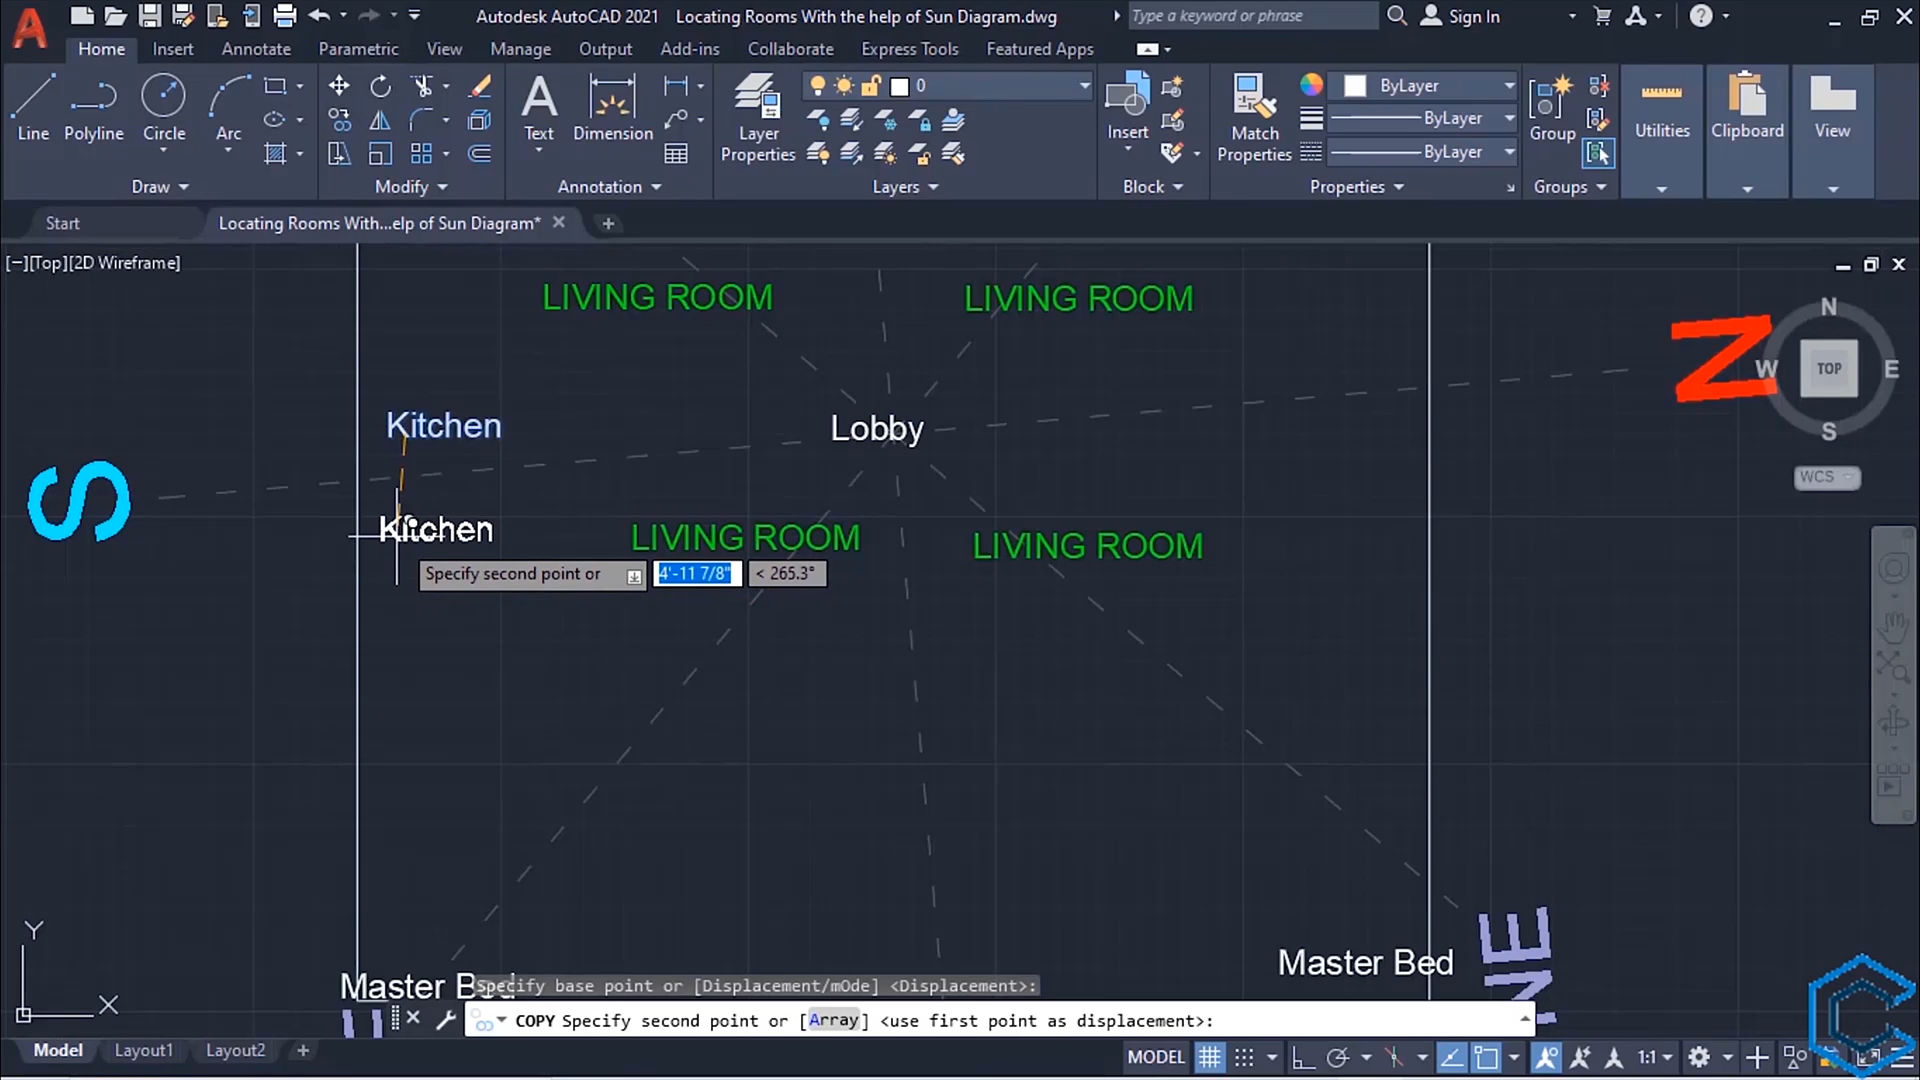 Autodesk AutoCAD 2021 Locating Rooms With the help of Sun Diagram.dwg
Type a keyword or phrase
Sign In
Home Insert Annotate Parametric View Manage Output Add-ins Collaborate Express Tools Featured Apps
Line Polyline Circle Arc
Text Dimension
Layer Properties
0
Insert
Match Properties
ByLayer
ByLayer
ByLayer
Group
Utilities
Clipboard
View
Draw Modify Annotation Layers Block Properties Groups
Start
Locating Rooms With...elp of Sun Diagram*
[−][Top][2D Wireframe]
LIVING ROOM LIVING ROOM
N
W TOP E
S
WCS
N
Kitchen
Lobby
S
Kitchen
LIVING ROOM LIVING ROOM
Specify second point or 4'-11 7/8" < 265.3°
Master Bed
NE
Master Bed
Y
X
Specify base point or [Displacement/mOde] <Displacement>:
COPY Specify second point or [Array] <use first point as displacement>:
Model Layout1 Layout2
MODEL
1:1